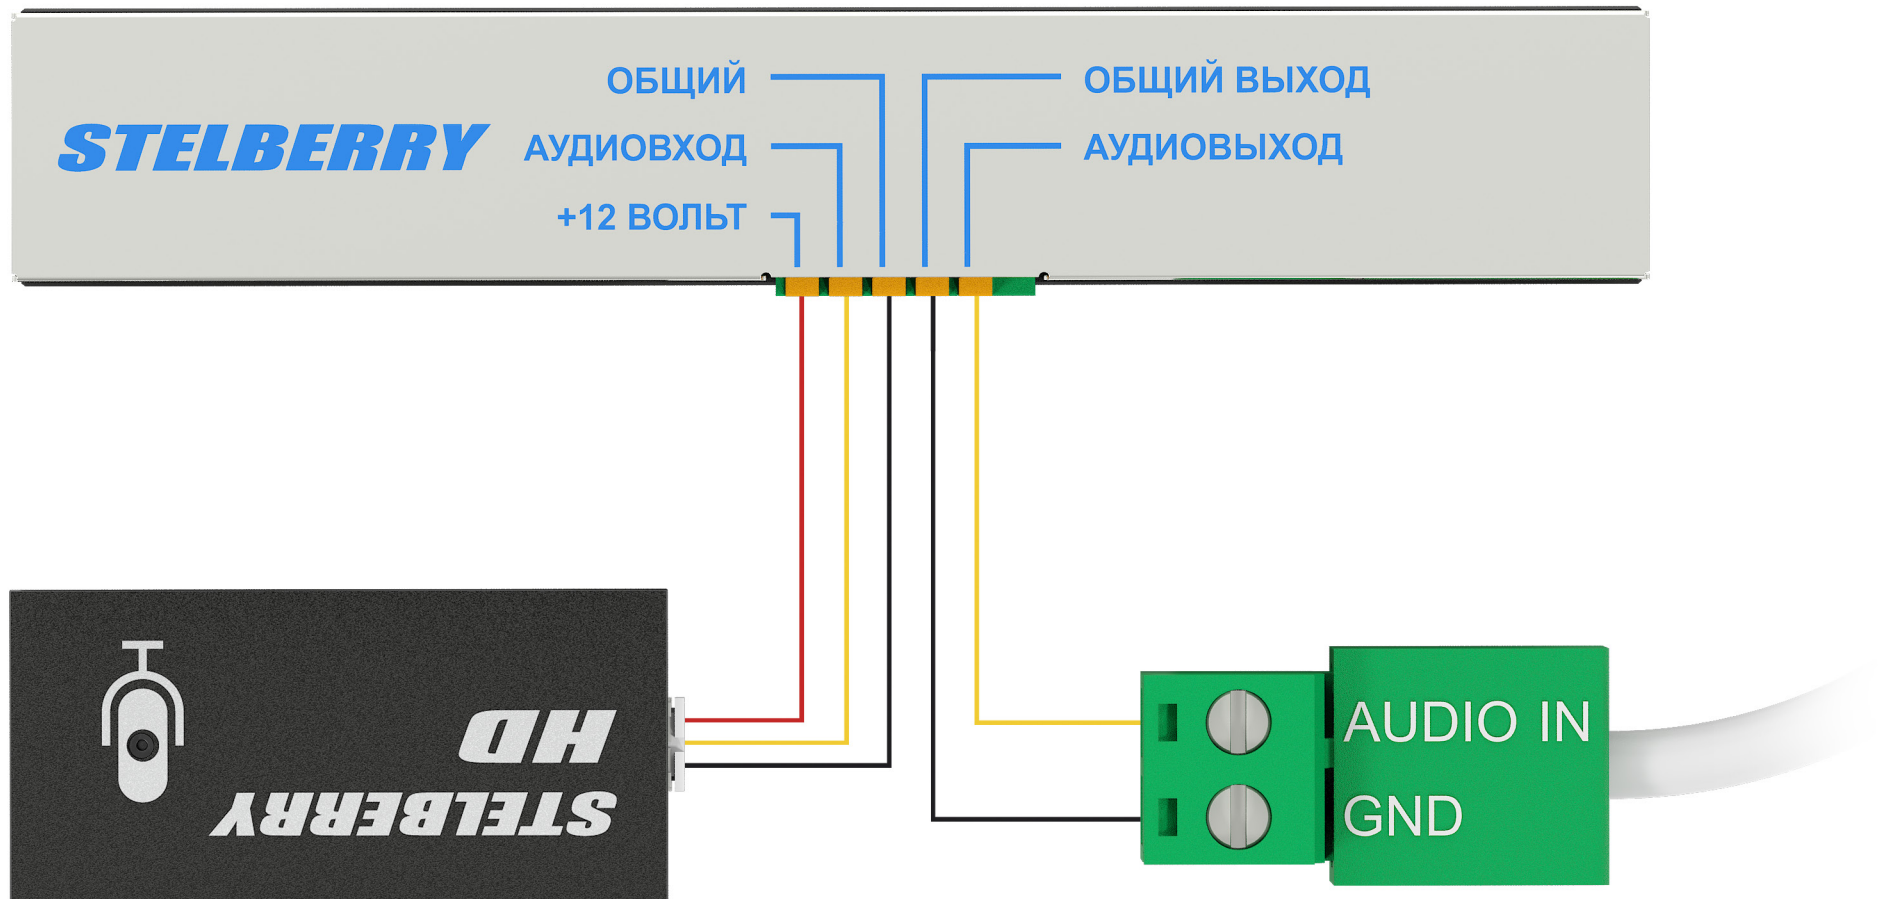 ОБЩИЙ
ОБЩИЙ ВЫХОД
STELBERRY
АУДИОВХОД
АУДИОВЫХОД
+12 ВОЛЬТ
HD
STELBERRY
AUDIO IN
GND